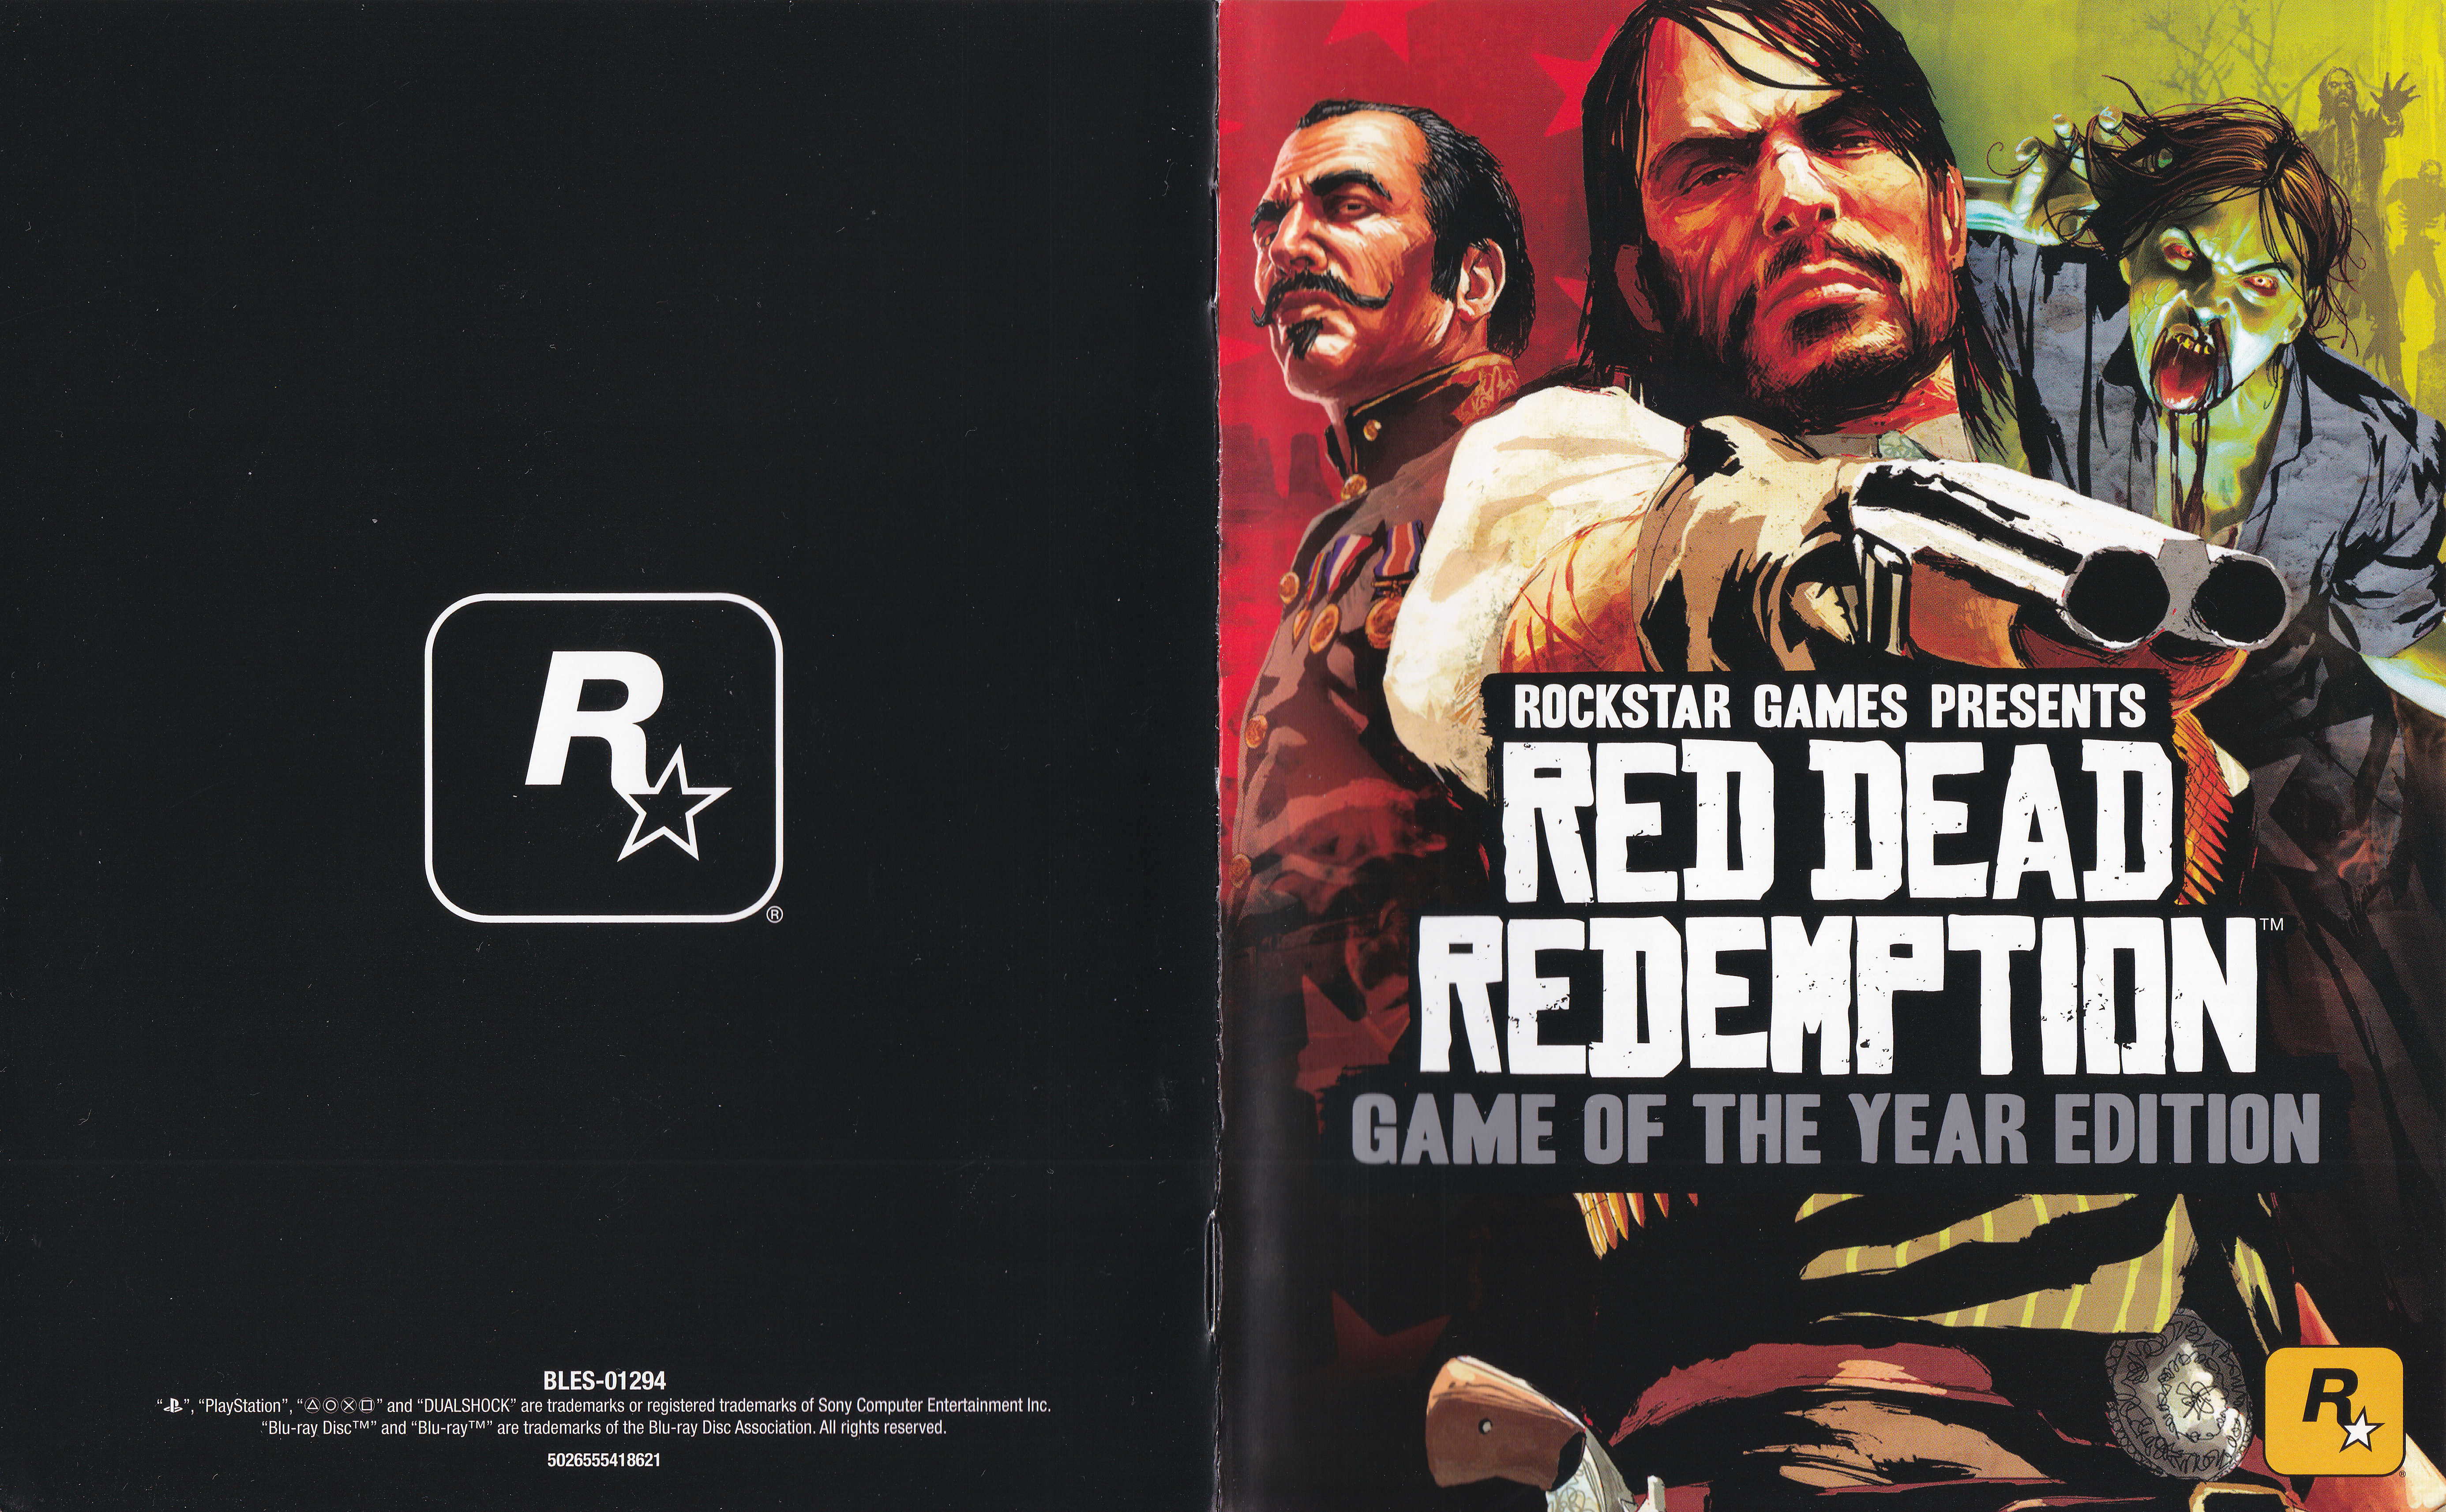 R
®
BLES-01294
“”, “PlayStation”, “△○✕□” and “DUALSHOCK” are trademarks or registered trademarks of Sony Computer Entertainment Inc.
“Blu-ray Disc™” and “Blu-ray™” are trademarks of the Blu-ray Disc Association. All rights reserved.
5026555418621
ROCKSTAR GAMES PRESENTS
RED DEAD
REDEMPTION™
GAME OF THE YEAR EDITION
R
®